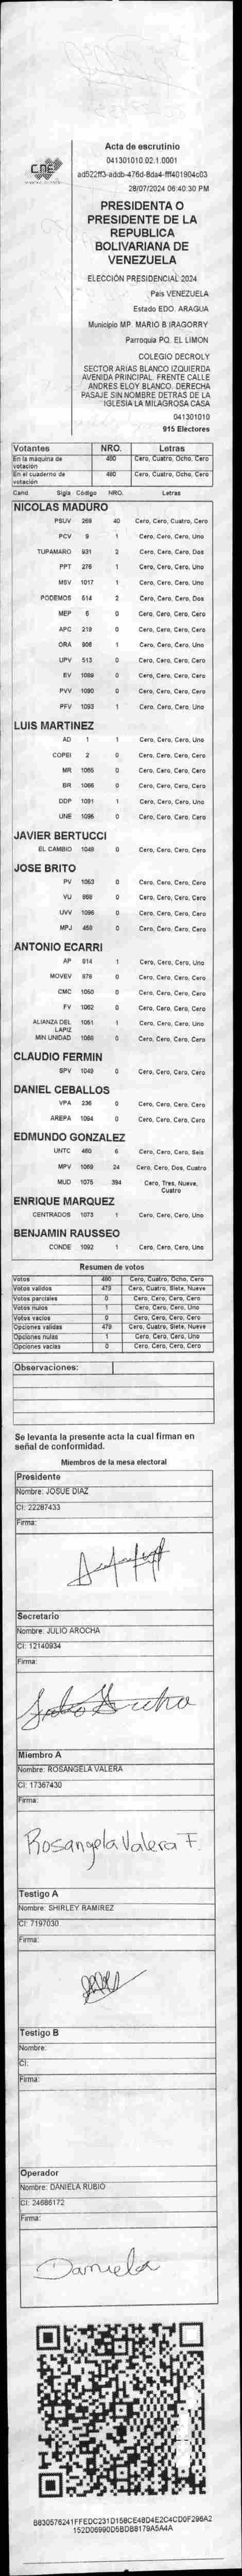 CNE
Acta de escrutinio
041301010.02.1.0001
ad522ff3-addb-476d-8da4-fff401904c03
28/07/2024 06:40:30 PM
PRESIDENTA O
PRESIDENTE DE LA
REPUBLICA
BOLIVARIANA DE
VENEZUELA
ELECCIÓN PRESIDENCIAL 2024
Pais VENEZUELA
Estado EDO. ARAGUA
Municipio MP. MARIO B IRAGORRY
Parroquia PQ. EL LIMON
COLEGIO DECROLY
SECTOR ARIAS BLANCO IZQUIERDA
AVENIDA PRINCIPAL. FRENTE CALLE
ANDRES ELOY BLANCO. DERECHA
PASAJE SIN NOMBRE DETRAS DE LA
IGLESIA LA MILAGROSA CASA
041301010
915 Electores
Votantes NRO. Letras
En la maquina de votación 480 Cero, Cuatro, Ocho, Cero
En el cuaderno de votación 480 Cero, Cuatro, Ocho, Cero
Cand. Sigla Código NRO. Letras
NICOLAS MADURO
PSUV 269 40 Cero, Cero, Cuatro, Cero
PCV 9 1 Cero, Cero, Cero, Uno
TUPAMARO 931 2 Cero, Cero, Cero, Dos
PPT 276 1 Cero, Cero, Cero, Uno
MSV 1017 1 Cero, Cero, Cero, Uno
PODEMOS 514 2 Cero, Cero, Cero, Dos
MEP 6 0 Cero, Cero, Cero, Cero
APC 219 0 Cero, Cero, Cero, Cero
ORA 906 1 Cero, Cero, Cero, Uno
UPV 513 0 Cero, Cero, Cero, Cero
EV 1089 0 Cero, Cero, Cero, Cero
PVV 1090 0 Cero, Cero, Cero, Cero
PFV 1093 1 Cero, Cero, Cero, Uno
LUIS MARTINEZ
AD 1 1 Cero, Cero, Cero, Uno
COPEI 2 0 Cero, Cero, Cero, Cero
MR 1065 0 Cero, Cero, Cero, Cero
BR 1066 0 Cero, Cero, Cero, Cero
DDP 1091 1 Cero, Cero, Cero, Uno
UNE 1095 0 Cero, Cero, Cero, Cero
JAVIER BERTUCCI
EL CAMBIO 1048 0 Cero, Cero, Cero, Cero
JOSE BRITO
PV 1053 0 Cero, Cero, Cero, Cero
VU 868 0 Cero, Cero, Cero, Cero
UVV 1096 0 Cero, Cero, Cero, Cero
MPJ 458 0 Cero, Cero, Cero, Cero
ANTONIO ECARRI
AP 914 1 Cero, Cero, Cero, Uno
MOVEV 878 0 Cero, Cero, Cero, Cero
CMC 1050 0 Cero, Cero, Cero, Cero
FV 1062 0 Cero, Cero, Cero, Cero
ALIANZA DEL LAPIZ 1051 1 Cero, Cero, Cero, Uno
MIN UNIDAD 1068 0 Cero, Cero, Cero, Cero
CLAUDIO FERMIN
SPV 1049 0 Cero, Cero, Cero, Cero
DANIEL CEBALLOS
VPA 236 0 Cero, Cero, Cero, Cero
AREPA 1094 0 Cero, Cero, Cero, Cero
EDMUNDO GONZALEZ
UNTC 460 6 Cero, Cero, Cero, Seis
MPV 1069 24 Cero, Cero, Dos, Cuatro
MUD 1075 394 Cero, Tres, Nueve, Cuatro
ENRIQUE MARQUEZ
CENTRADOS 1073 1 Cero, Cero, Cero, Uno
BENJAMIN RAUSSEO
CONDE 1092 1 Cero, Cero, Cero, Uno
Resumen de votos
Votos 480 Cero, Cuatro, Ocho, Cero
Votos validos 479 Cero, Cuatro, Siete, Nueve
Votos parciales 0 Cero, Cero, Cero, Cero
Votos nulos 1 Cero, Cero, Cero, Uno
Votos vacios 0 Cero, Cero, Cero, Cero
Opciones validas 479 Cero, Cuatro, Siete, Nueve
Opciones nulas 1 Cero, Cero, Cero, Uno
Opciones vacias 0 Cero, Cero, Cero, Cero
Observaciones:
Se levanta la presente acta la cual firman en
señal de conformidad.
Miembros de la mesa electoral
Presidente
Nombre: JOSUE DIAZ
CI: 22287433
Firma:
Secretario
Nombre: JULIO AROCHA
CI: 12140934
Firma:
Miembro A
Nombre: ROSANGELA VALERA
CI: 17367430
Firma:
Rosangela Valera F.
Testigo A
Nombre: SHIRLEY RAMIREZ
CI: 7197030
Firma:
Testigo B
Nombre:
CI:
Firma:
Operador
Nombre: DANIELA RUBIO
CI: 24686172
Firma:
Daniela
B830576241FFEDC231D158CE48D4E2C4CD0F298A2
152D06990D5BDB8179A5A4A